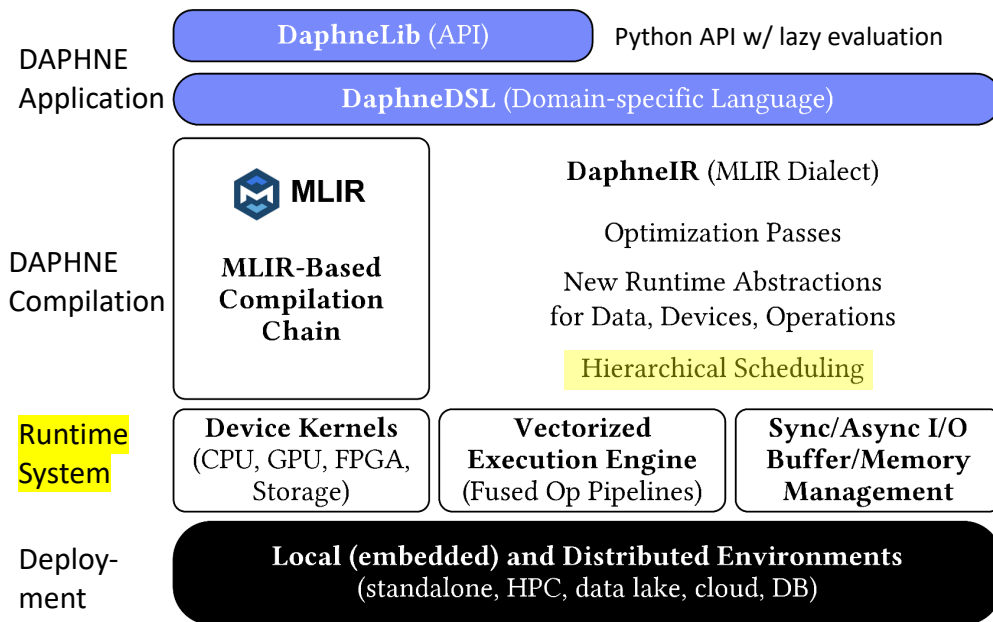 DaphneLib (API)
Python API w/ lazy evaluation
DAPHNE
Application
DaphneDSL (Domain-specific Language)
DAPHNE
Compilation
MLIR
MLIR-Based
Compilation
Chain
DaphneIR (MLIR Dialect)
Optimization Passes
New Runtime Abstractions
for Data, Devices, Operations
Hierarchical Scheduling
Runtime
System
Device Kernels
(CPU, GPU, FPGA,
Storage)
Vectorized
Execution Engine
(Fused Op Pipelines)
Sync/Async I/O
Buffer/Memory
Management
Deploy-
ment
Local (embedded) and Distributed Environments
(standalone, HPC, data lake, cloud, DB)